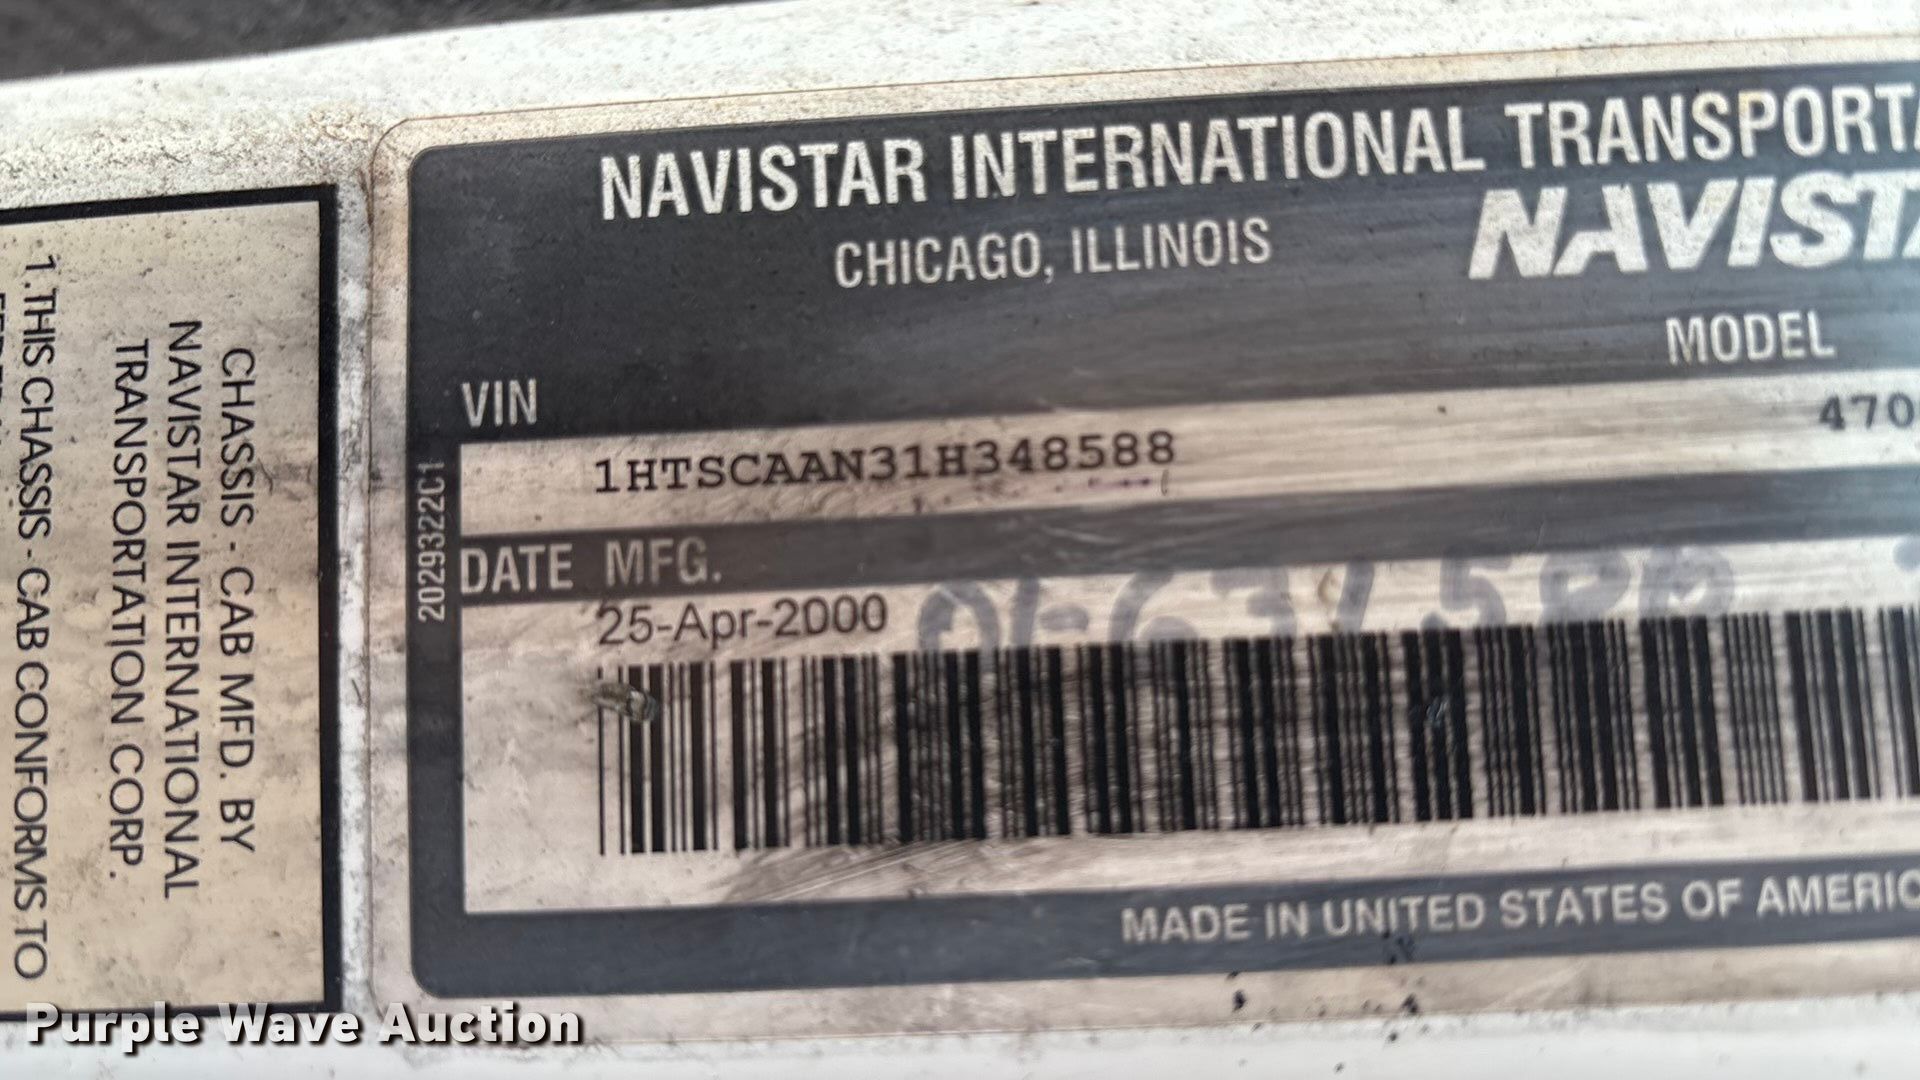 NAVISTAR INTERNATIONAL TRANSPORTA
CHICAGO, ILLINOIS
NAVISTA
MODEL
VIN
470
1HTSCAAN31H348588
DATE MFG.
25-Apr-2000
2029322C1
MADE IN UNITED STATES OF AMERIC
CHASSIS - CAB MFD. BY
NAVISTAR INTERNATIONAL
TRANSPORTATION CORP.
1. THIS CHASSIS - CAB CONFORMS TO
Purple Wave Auction